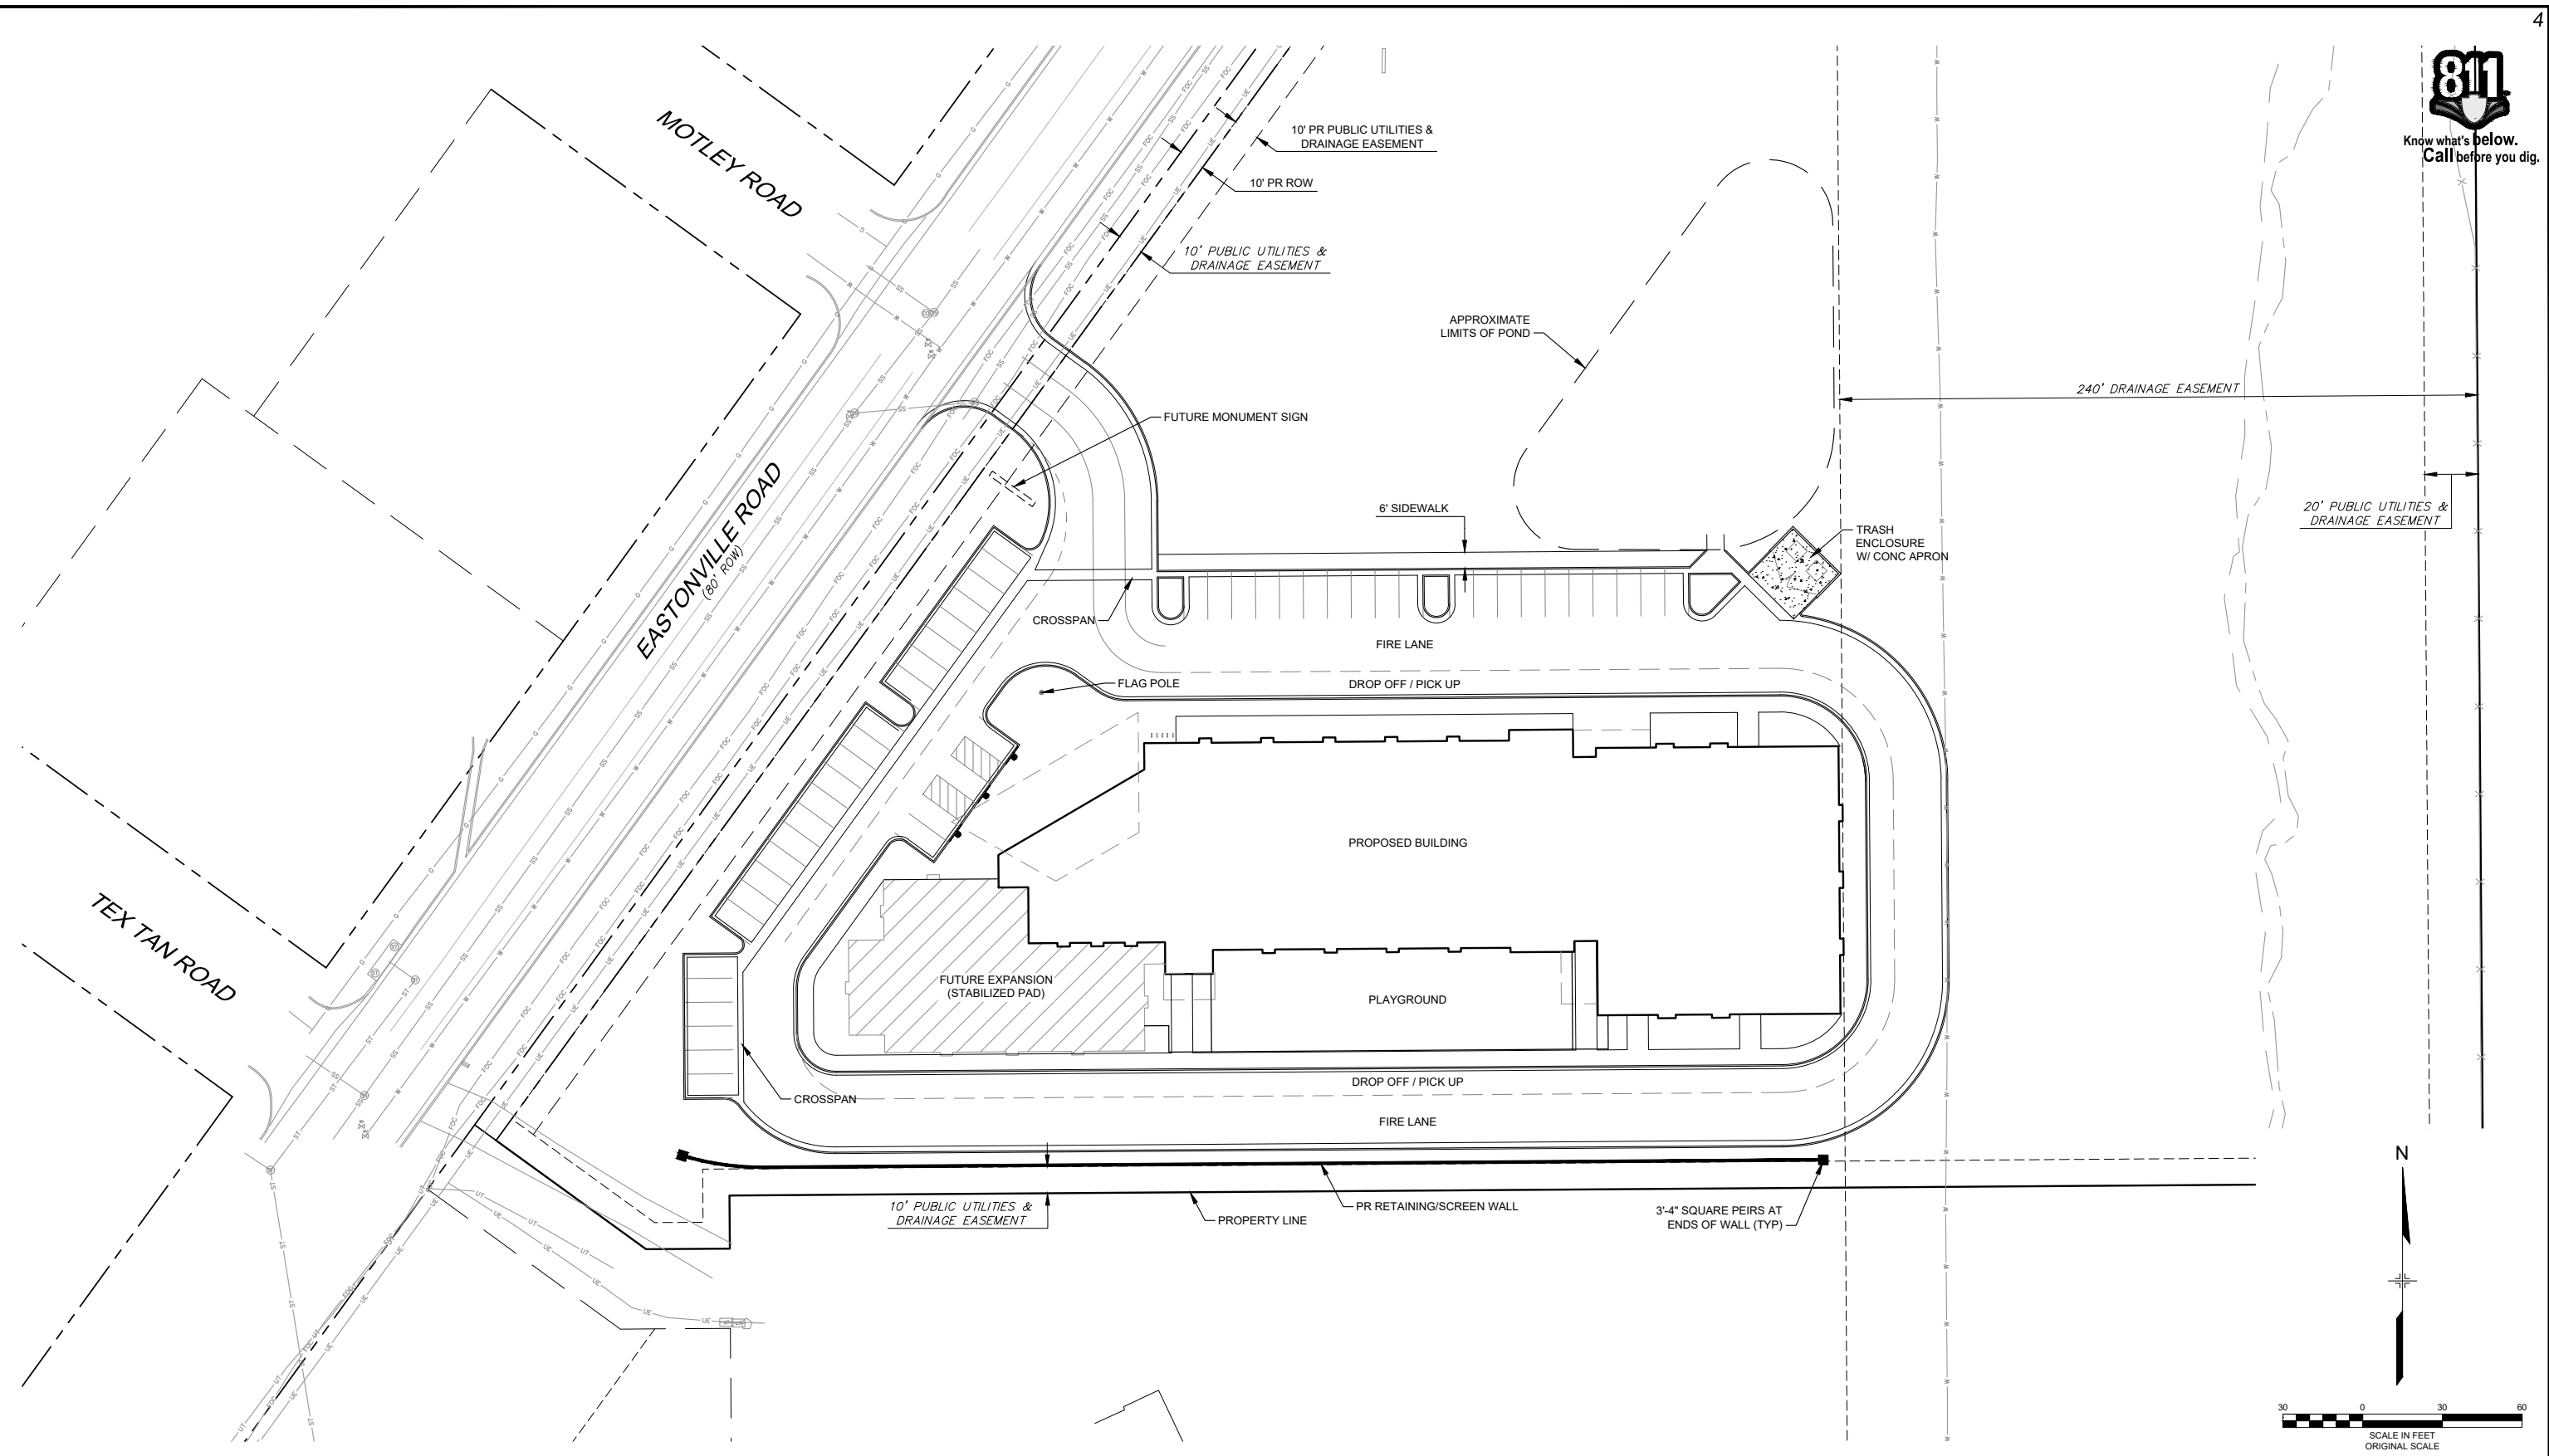 4
811
Know what's below.
Call before you dig.
MOTLEY ROAD
10' PR PUBLIC UTILITIES &
DRAINAGE EASEMENT
10' PR ROW
10' PUBLIC UTILITIES &
DRAINAGE EASEMENT
APPROXIMATE
LIMITS OF POND
240' DRAINAGE EASEMENT
FUTURE MONUMENT SIGN
EASTONVILLE ROAD
(80' ROW)
6' SIDEWALK
20' PUBLIC UTILITIES &
DRAINAGE EASEMENT
TRASH
ENCLOSURE
W/ CONC APRON
CROSSPAN
FIRE LANE
FLAG POLE
DROP OFF / PICK UP
PROPOSED BUILDING
TEX TAN ROAD
FUTURE EXPANSION
(STABILIZED PAD)
PLAYGROUND
DROP OFF / PICK UP
CROSSPAN
FIRE LANE
10' PUBLIC UTILITIES &
DRAINAGE EASEMENT
PROPERTY LINE
PR RETAINING/SCREEN WALL
3'-4" SQUARE PEIRS AT
ENDS OF WALL (TYP)
N
30 0 30 60
SCALE IN FEET
ORIGINAL SCALE